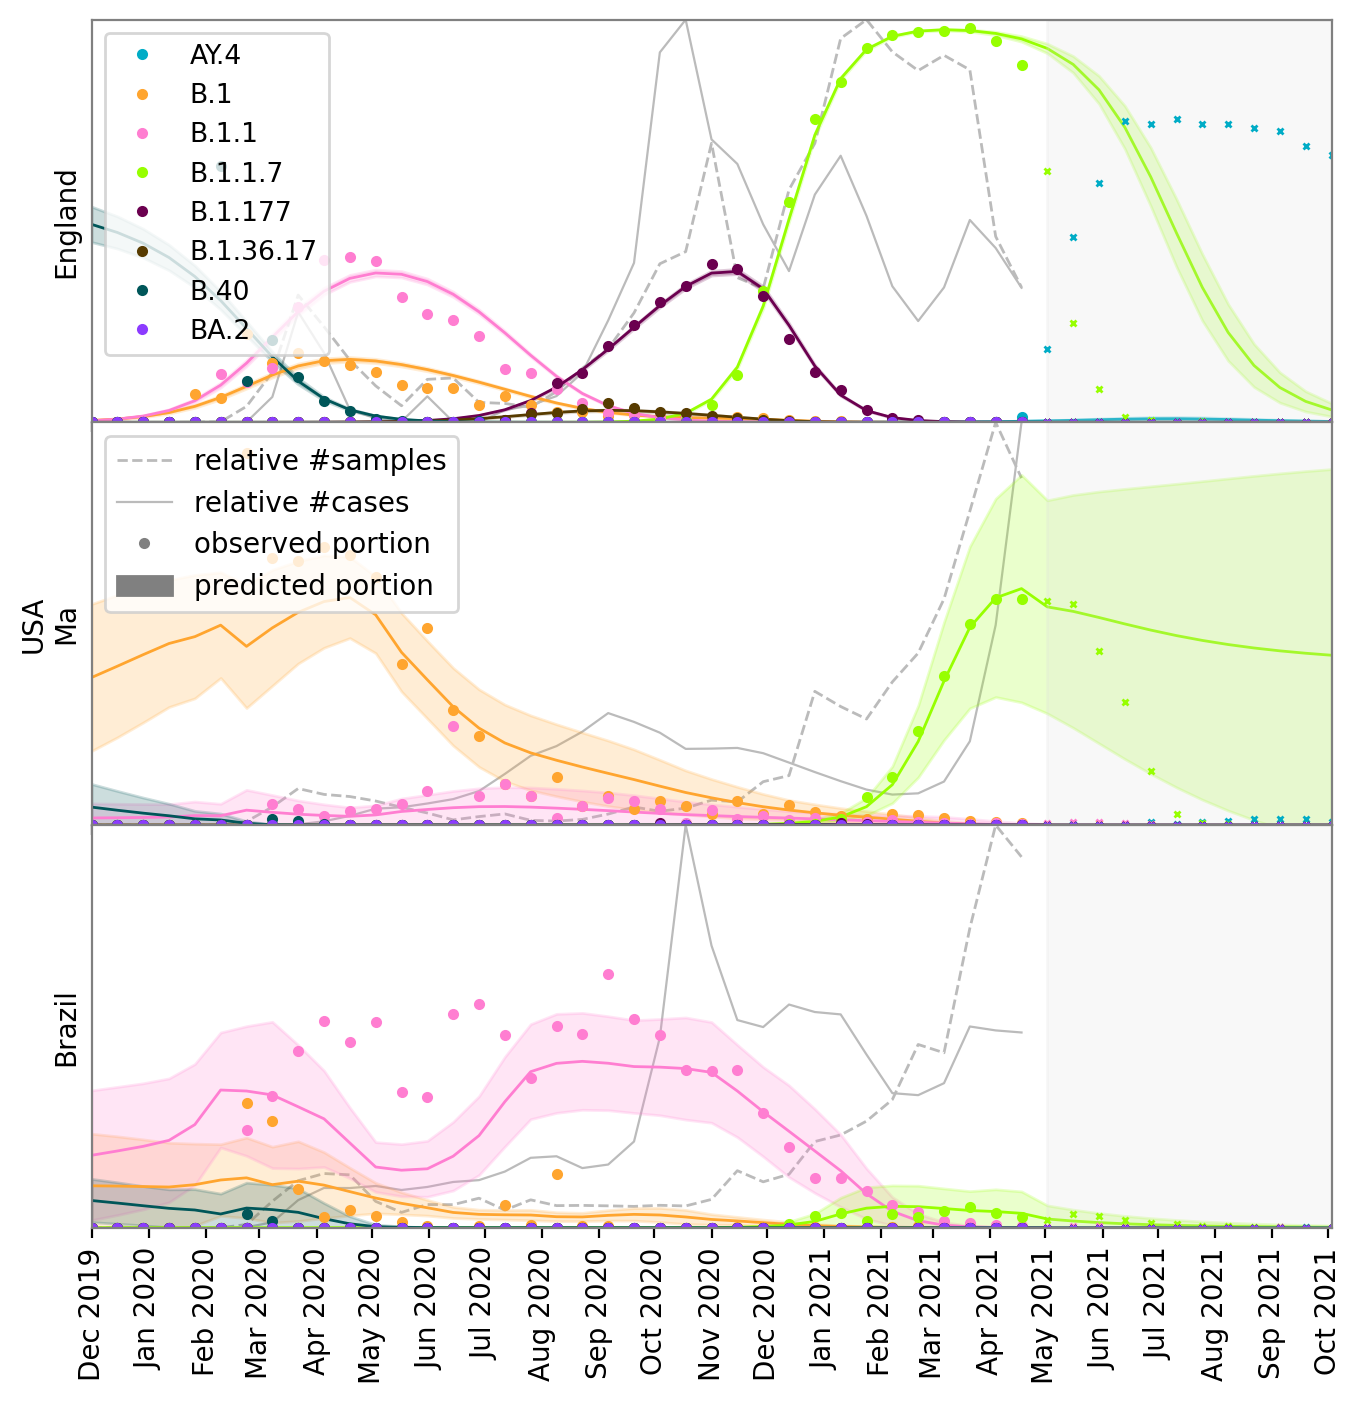 England
AY.4
B.1
B.1.1
B.1.1.7
B.1.177
B.1.36.17
B.40
BA.2
USA
Ma
relative #samples
relative #cases
observed portion
predicted portion
Brazil
Dec 2019
Jan 2020
Feb 2020
Mar 2020
Apr 2020
May 2020
Jun 2020
Jul 2020
Aug 2020
Sep 2020
Oct 2020
Nov 2020
Dec 2020
Jan 2021
Feb 2021
Mar 2021
Apr 2021
May 2021
Jun 2021
Jul 2021
Aug 2021
Sep 2021
Oct 2021